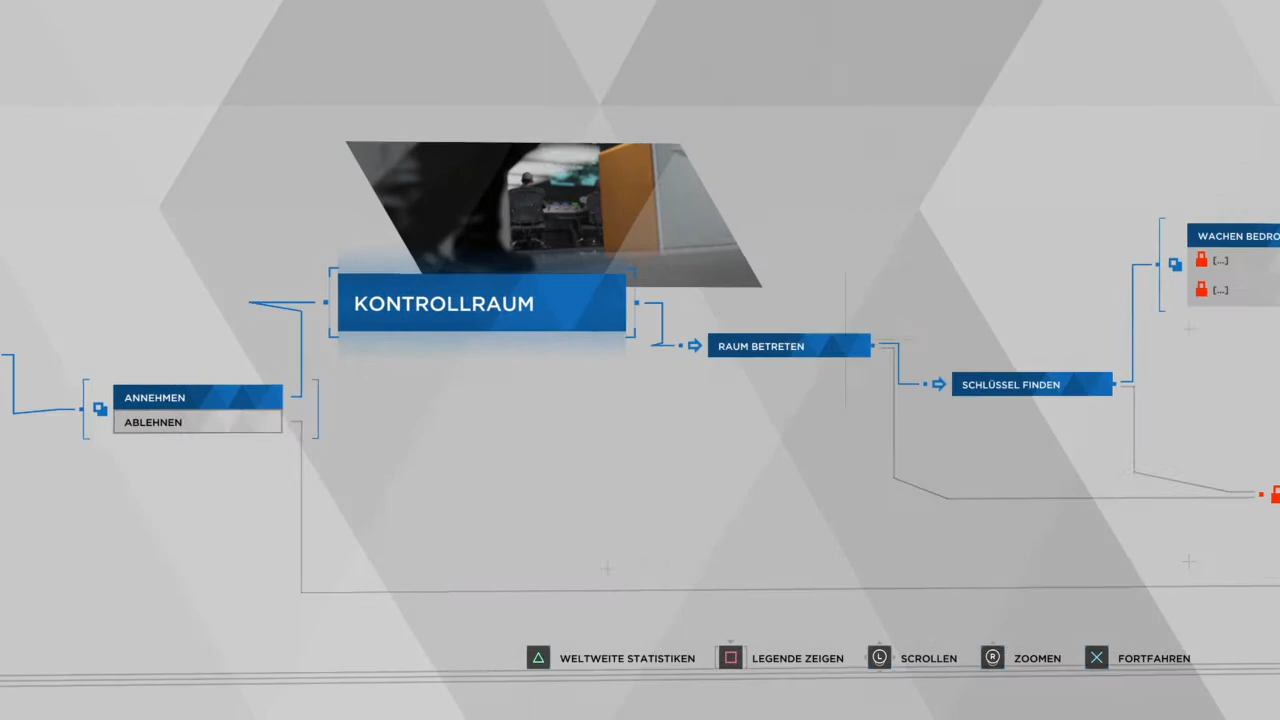 KONTROLLRAUM
ANNEHMEN
ABLEHNEN
RAUM BETRETEN
SCHLÜSSEL FINDEN
WACHEN BEDRO
[...]
[...]
WELTWEITE STATISTIKEN
LEGENDE ZEIGEN
L SCROLLEN
R ZOOMEN
FORTFAHREN